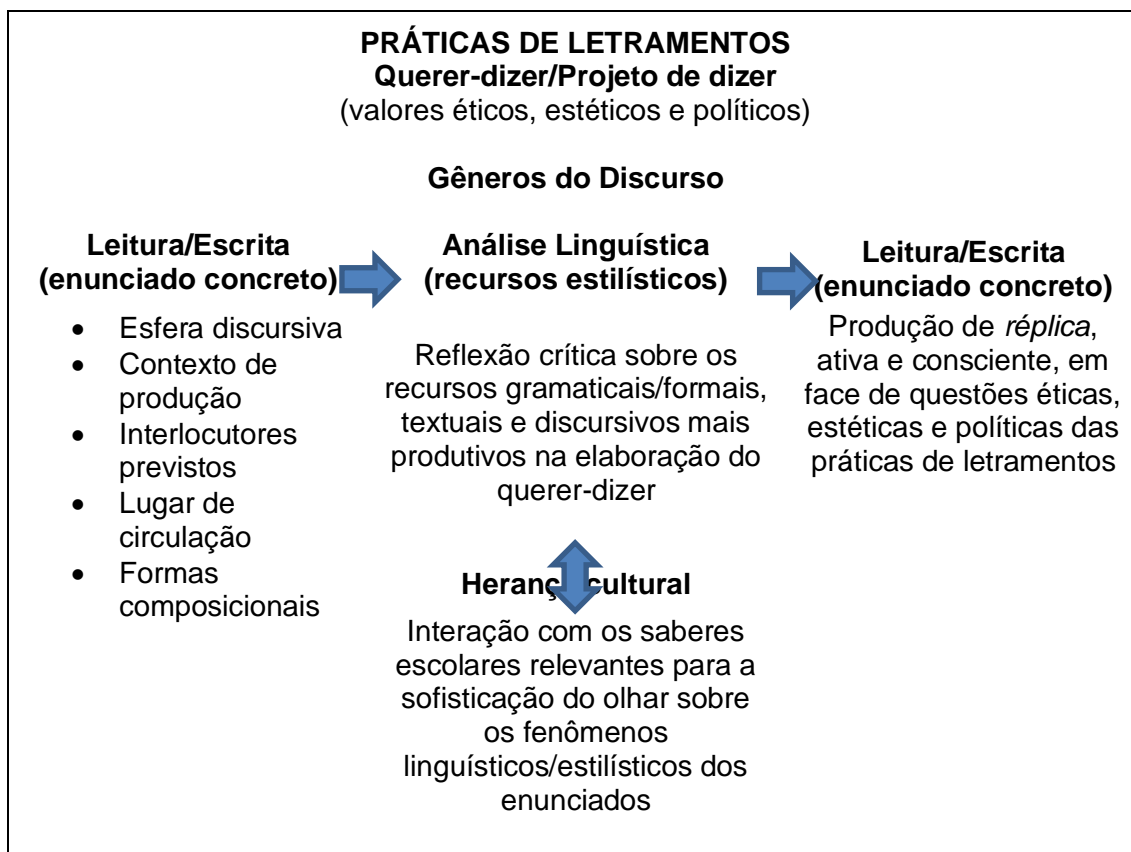 PRÁTICAS DE LETRAMENTOS
Querer-dizer/Projeto de dizer
(valores éticos, estéticos e políticos)
Gêneros do Discurso
Leitura/Escrita
(enunciado concreto)
• Esfera discursiva
• Contexto de
produção
• Interlocutores
previstos
• Lugar de
circulação
• Formas
composicionais
Análise Linguística
(recursos estilísticos)
Reflexão crítica sobre os
recursos gramaticais/formais,
textuais e discursivos mais
produtivos na elaboração do
querer-dizer
Herança cultural
Interação com os saberes
escolares relevantes para a
sofisticação do olhar sobre
os fenômenos
linguísticos/estilísticos dos
enunciados
Leitura/Escrita
(enunciado concreto)
Produção de réplica,
ativa e consciente, em
face de questões éticas,
estéticas e políticas das
práticas de letramentos